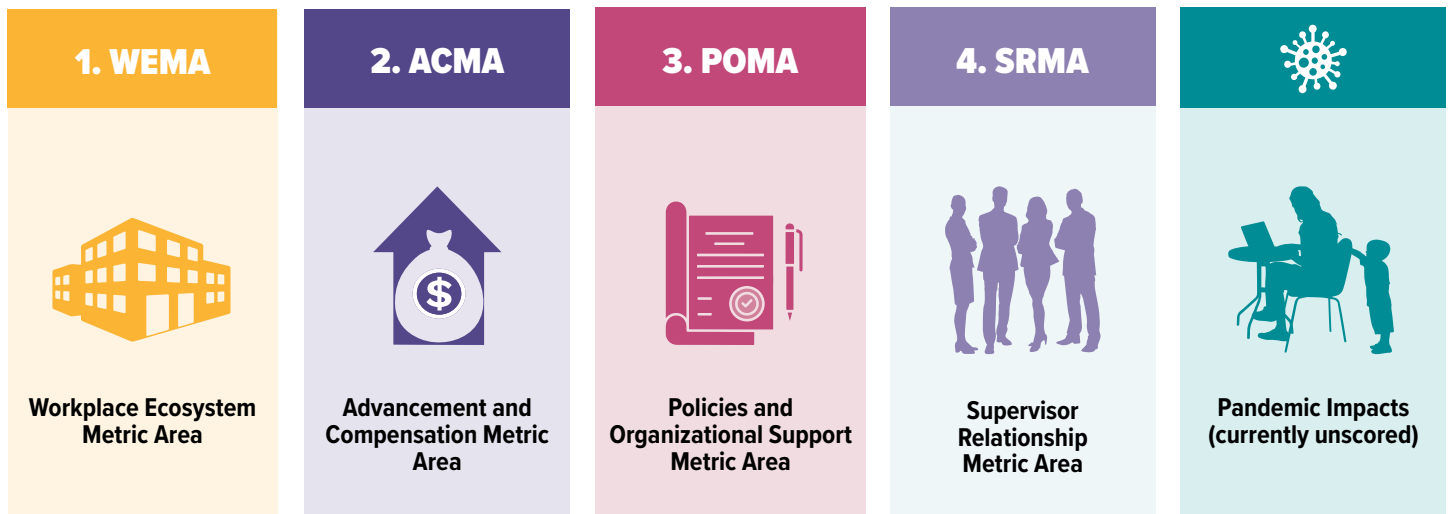 1. WEMA
2. ACMA
3. POMA
4. SRMA
$
Workplace Ecosystem
Metric Area
Advancement and
Compensation Metric
Area
Policies and
Organizational Support
Metric Area
Supervisor
Relationship
Metric Area
Pandemic Impacts
(currently unscored)